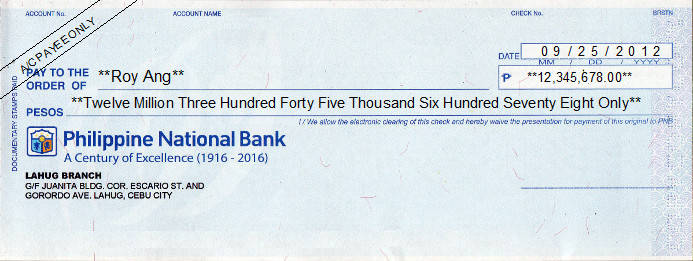 ACCOUNT No. ACCOUNT NAME CHECK No. BRSTN
A/C PAYEE ONLY
DATE 09/25/2012
MM / DD / YYYY
PAY TO THE
ORDER OF **Roy Ang** ₱ **12,345,678.00**
PESOS **Twelve Million Three Hundred Forty Five Thousand Six Hundred Seventy Eight Only**
I / We allow the electronic clearing of this check and hereby waive the presentation for payment of this original to PNB
DOCUMENTARY STAMPS PAID
Philippine National Bank
A Century of Excellence (1916 - 2016)
LAHUG BRANCH
G/F JUANITA BLDG. COR. ESCARIO ST. AND
GORORDO AVE. LAHUG, CEBU CITY